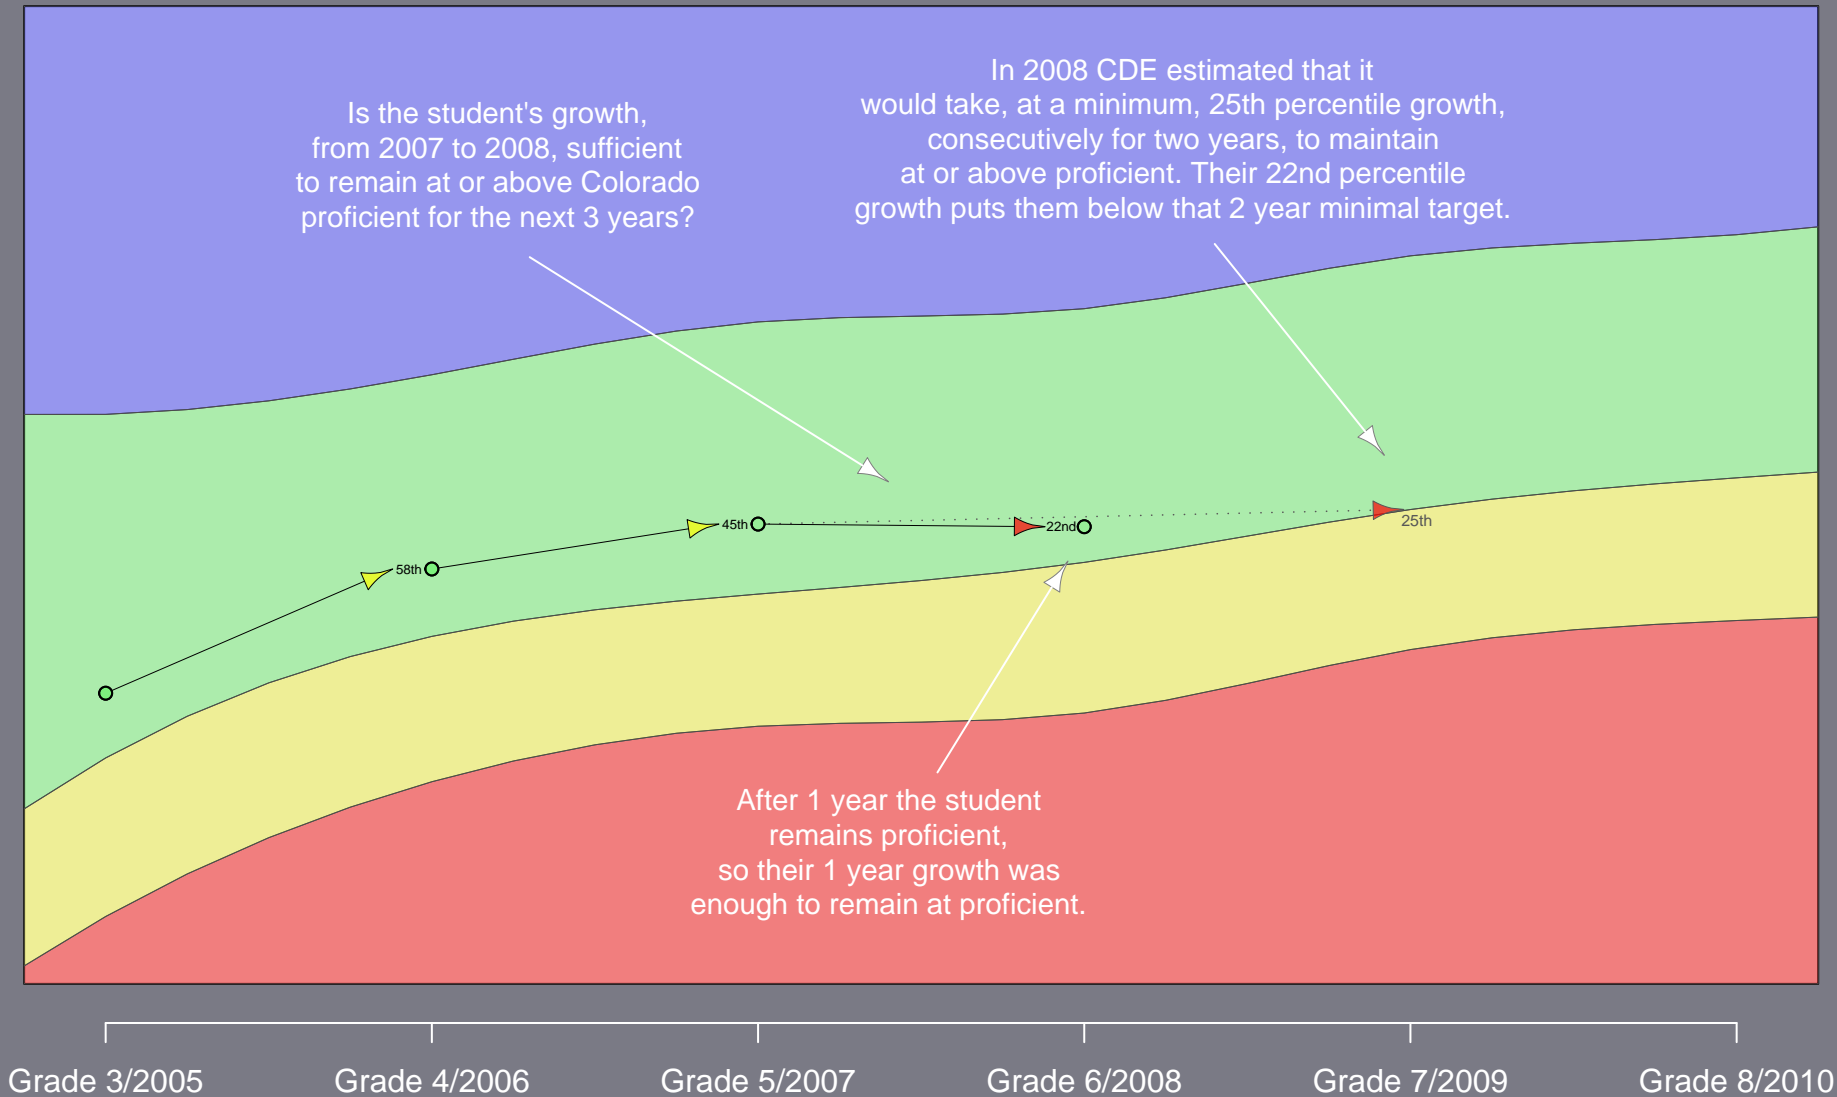 Is the student's growth,
from 2007 to 2008, sufficient
to remain at or above Colorado
proficient for the next 3 years?
In 2008 CDE estimated that it
would take, at a minimum, 25th percentile growth,
consecutively for two years, to maintain
at or above proficient. Their 22nd percentile
growth puts them below that 2 year minimal target.
58th
45th
22nd
25th
After 1 year the student
remains proficient,
so their 1 year growth was
enough to remain at proficient.
Grade 3/2005
Grade 4/2006
Grade 5/2007
Grade 6/2008
Grade 7/2009
Grade 8/2010